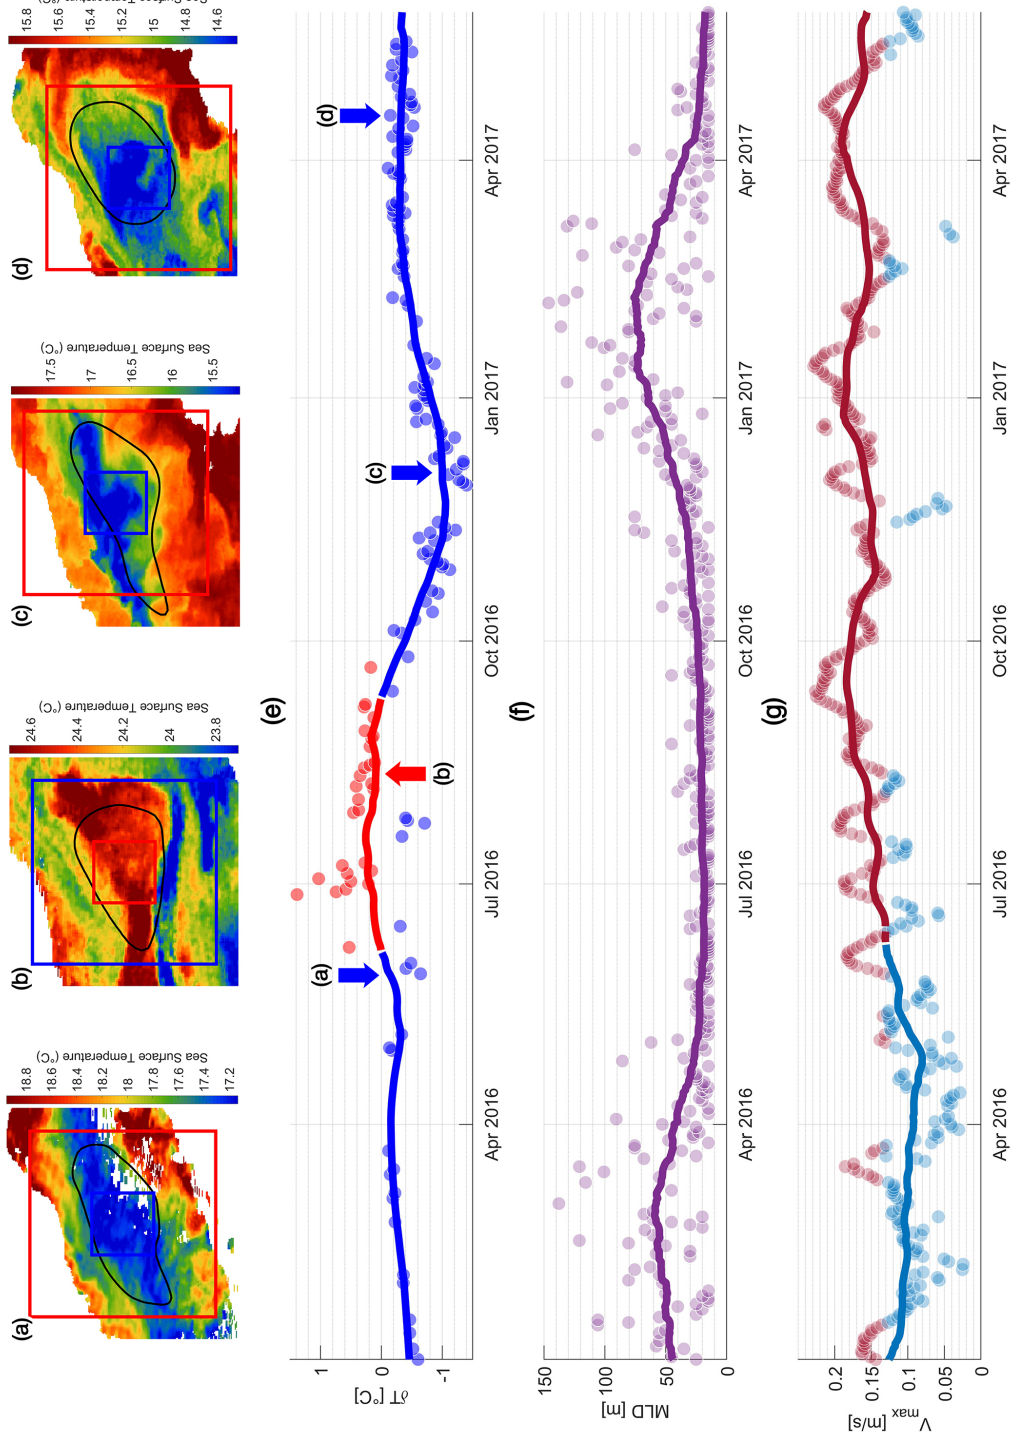 (a)
18.8
18.6
18.4
18.2
18
17.8
17.6
17.4
17.2
Sea Surface Temperature (°C)
(b)
24.6
24.4
24.2
24
23.8
Sea Surface Temperature (°C)
(c)
17.5
17
16.5
16
15.5
Sea Surface Temperature (°C)
(d)
15.8
15.6
15.4
15.2
15
14.8
14.6
Sea Surface Temperature (°C)
(e)
δT [°C]
1
0
-1
(a)
(b)
(c)
(d)
Apr 2016
Jul 2016
Oct 2016
Jan 2017
Apr 2017
(f)
MLD [m]
150
100
50
0
Apr 2016
Jul 2016
Oct 2016
Jan 2017
Apr 2017
(g)
Vmax [m/s]
0.2
0.15
0.1
0.05
0
Apr 2016
Jul 2016
Oct 2016
Jan 2017
Apr 2017